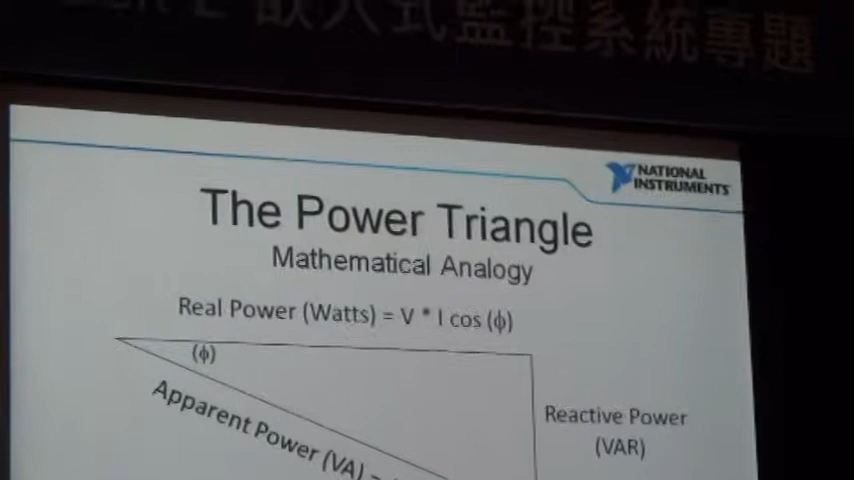 嵌入式監控系統專題
NATIONAL
INSTRUMENTS
The Power Triangle
Mathematical Analogy
Real Power (Watts) = V * I cos (ϕ)
(ϕ)
Apparent Power (VA) =
Reactive Power
(VAR)